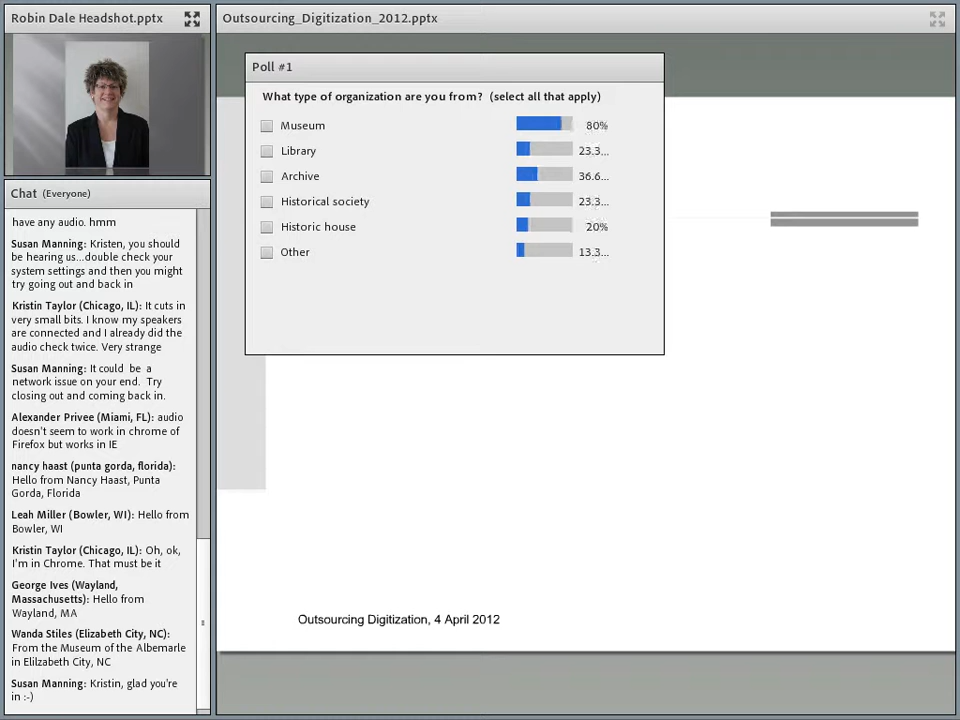 Robin Dale Headshot.pptx
Chat (Everyone)
have any audio. hmm
Susan Manning: Kristen, you should
be hearing us...double check your
system settings and then you might
try going out and back in
Kristin Taylor (Chicago, IL): It cuts in
very small bits. I know my speakers
are connected and I already did the
audio check twice. Very strange
Susan Manning: It could be a
network issue on your end. Try
closing out and coming back in.
Alexander Privee (Miami, FL): audio
doesn't seem to work in chrome of
Firefox but works in IE
nancy haast (punta gorda, florida):
Hello from Nancy Haast, Punta
Gorda, Florida
Leah Miller (Bowler, WI): Hello from
Bowler, WI
Kristin Taylor (Chicago, IL): Oh, ok,
I'm in Chrome. That must be it
George Ives (Wayland,
Massachusetts): Hello from
Wayland, MA
Wanda Stiles (Elizabeth City, NC):
From the Museum of the Albemarle
in Elilzabeth City, NC
Susan Manning: Kristin, glad you're
in :-)
Outsourcing_Digitization_2012.pptx
Poll #1
What type of organization are you from? (select all that apply)
Museum 80%
Library 23.3...
Archive 36.6...
Historical society 23.3...
Historic house 20%
Other 13.3...
Outsourcing Digitization, 4 April 2012